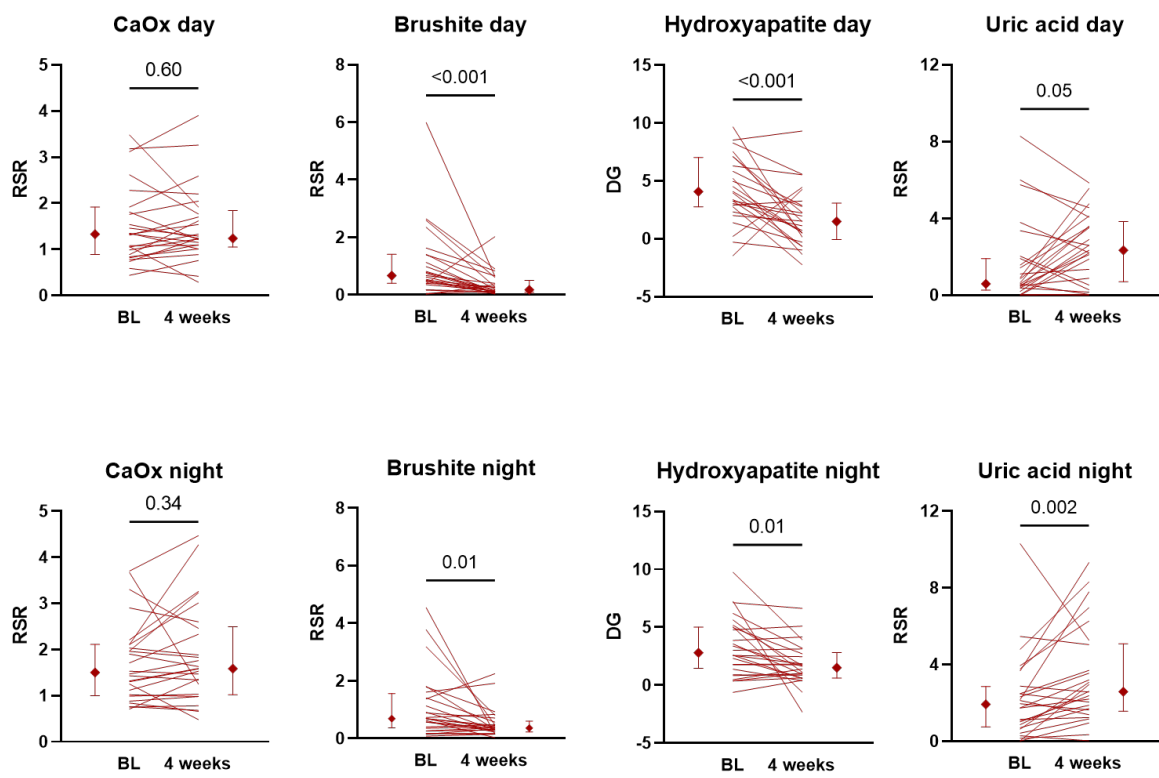 CaOx day
5
4
3
2
1
0
RSR
0.60
BL 4 weeks
Brushite day
8
6
4
2
0
RSR
<0.001
BL 4 weeks
Hydroxyapatite day
15
10
5
0
-5
DG
<0.001
BL 4 weeks
Uric acid day
12
8
4
0
RSR
0.05
BL 4 weeks
CaOx night
5
4
3
2
1
0
RSR
0.34
BL 4 weeks
Brushite night
8
6
4
2
0
RSR
0.01
BL 4 weeks
Hydroxyapatite night
15
10
5
0
-5
DG
0.01
BL 4 weeks
Uric acid night
12
8
4
0
RSR
0.002
BL 4 weeks